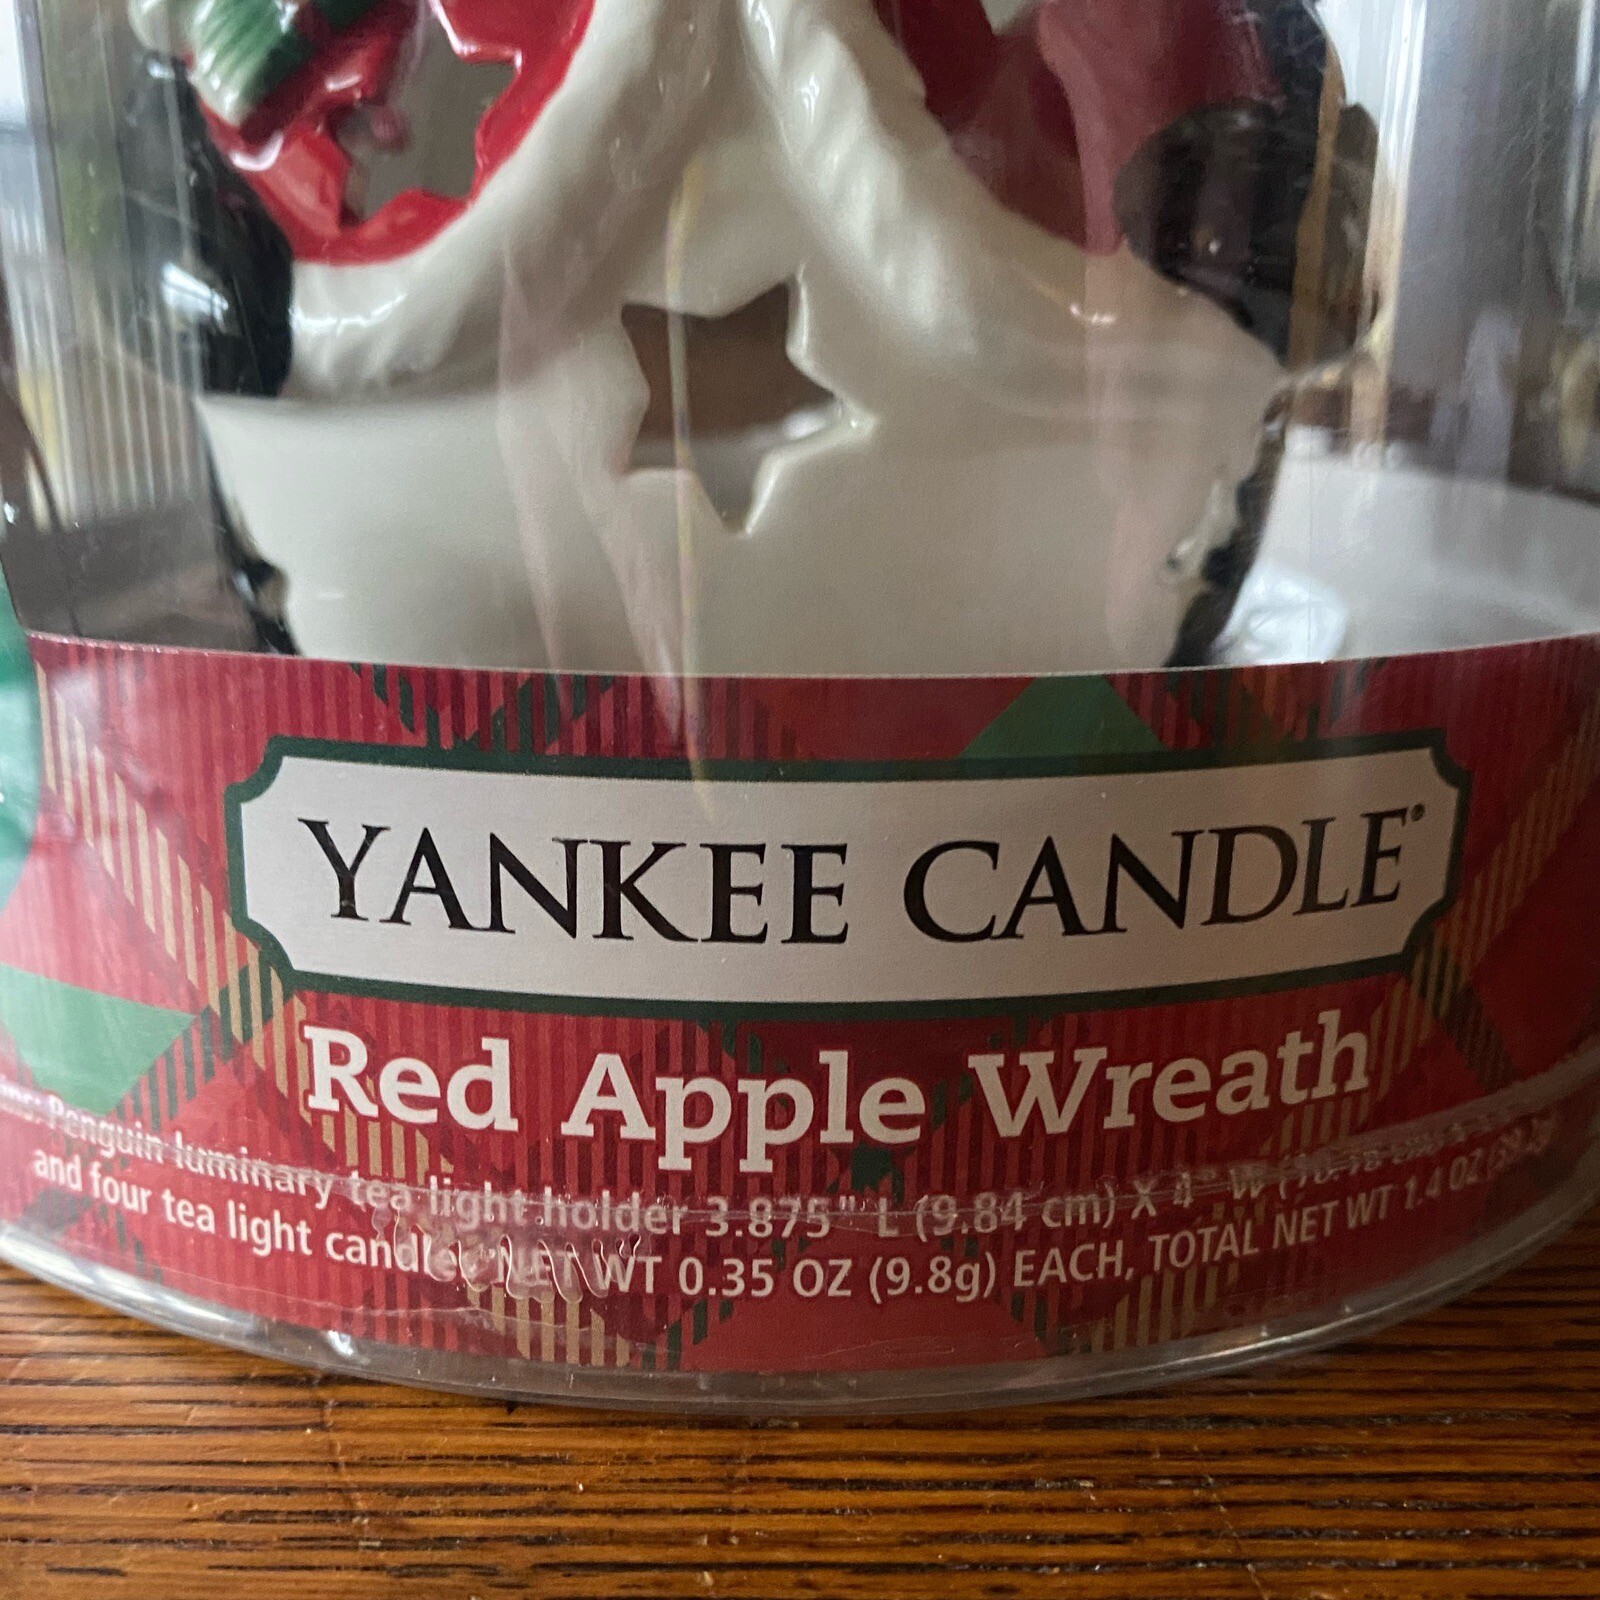 YANKEE CANDLE®
Red Apple Wreath
Penguin luminary tea light holder 3.875" L (9.84 cm) X 4" W
and four tea light candles. NET WT 0.35 OZ (9.8g) EACH, TOTAL NET WT 1.4 OZ